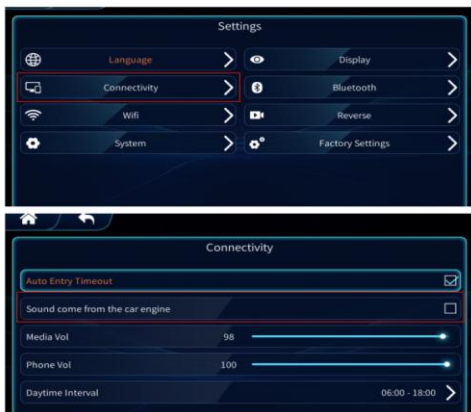 Settings
Language
Display
Connectivity
Bluetooth
Wifi
Reverse
System
Factory Settings
Connectivity
Auto Entry Timeout
Sound come from the car engine
Media Vol 98
Phone Vol 100
Daytime Interval 06:00 - 18:00